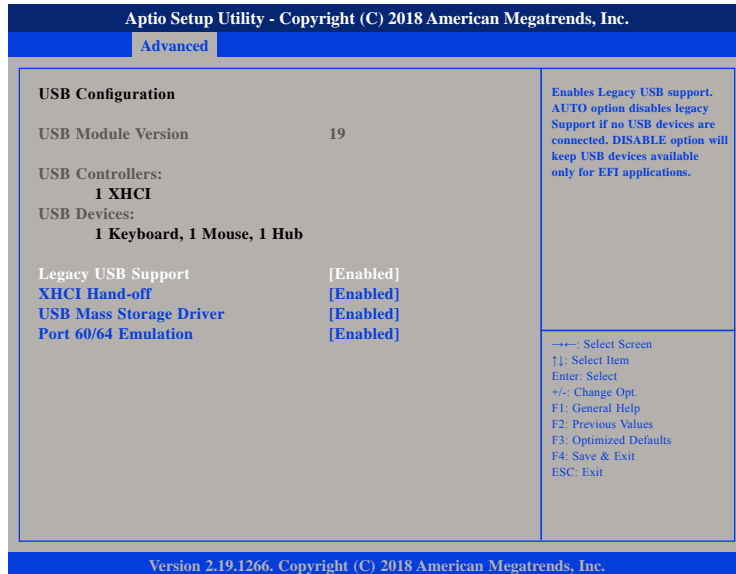 Aptio Setup Utility - Copyright (C) 2018 American Megatrends, Inc.
Advanced
USB Configuration
USB Module Version 19
USB Controllers:
1 XHCI
USB Devices:
1 Keyboard, 1 Mouse, 1 Hub
Legacy USB Support [Enabled]
XHCI Hand-off [Enabled]
USB Mass Storage Driver [Enabled]
Port 60/64 Emulation [Enabled]
Enables Legacy USB support.
AUTO option disables legacy
Support if no USB devices are
connected. DISABLE option will
keep USB devices available
only for EFI applications.
→←: Select Screen
↑↓: Select Item
Enter: Select
+/-: Change Opt.
F1: General Help
F2: Previous Values
F3: Optimized Defaults
F4: Save & Exit
ESC: Exit
Version 2.19.1266. Copyright (C) 2018 American Megatrends, Inc.